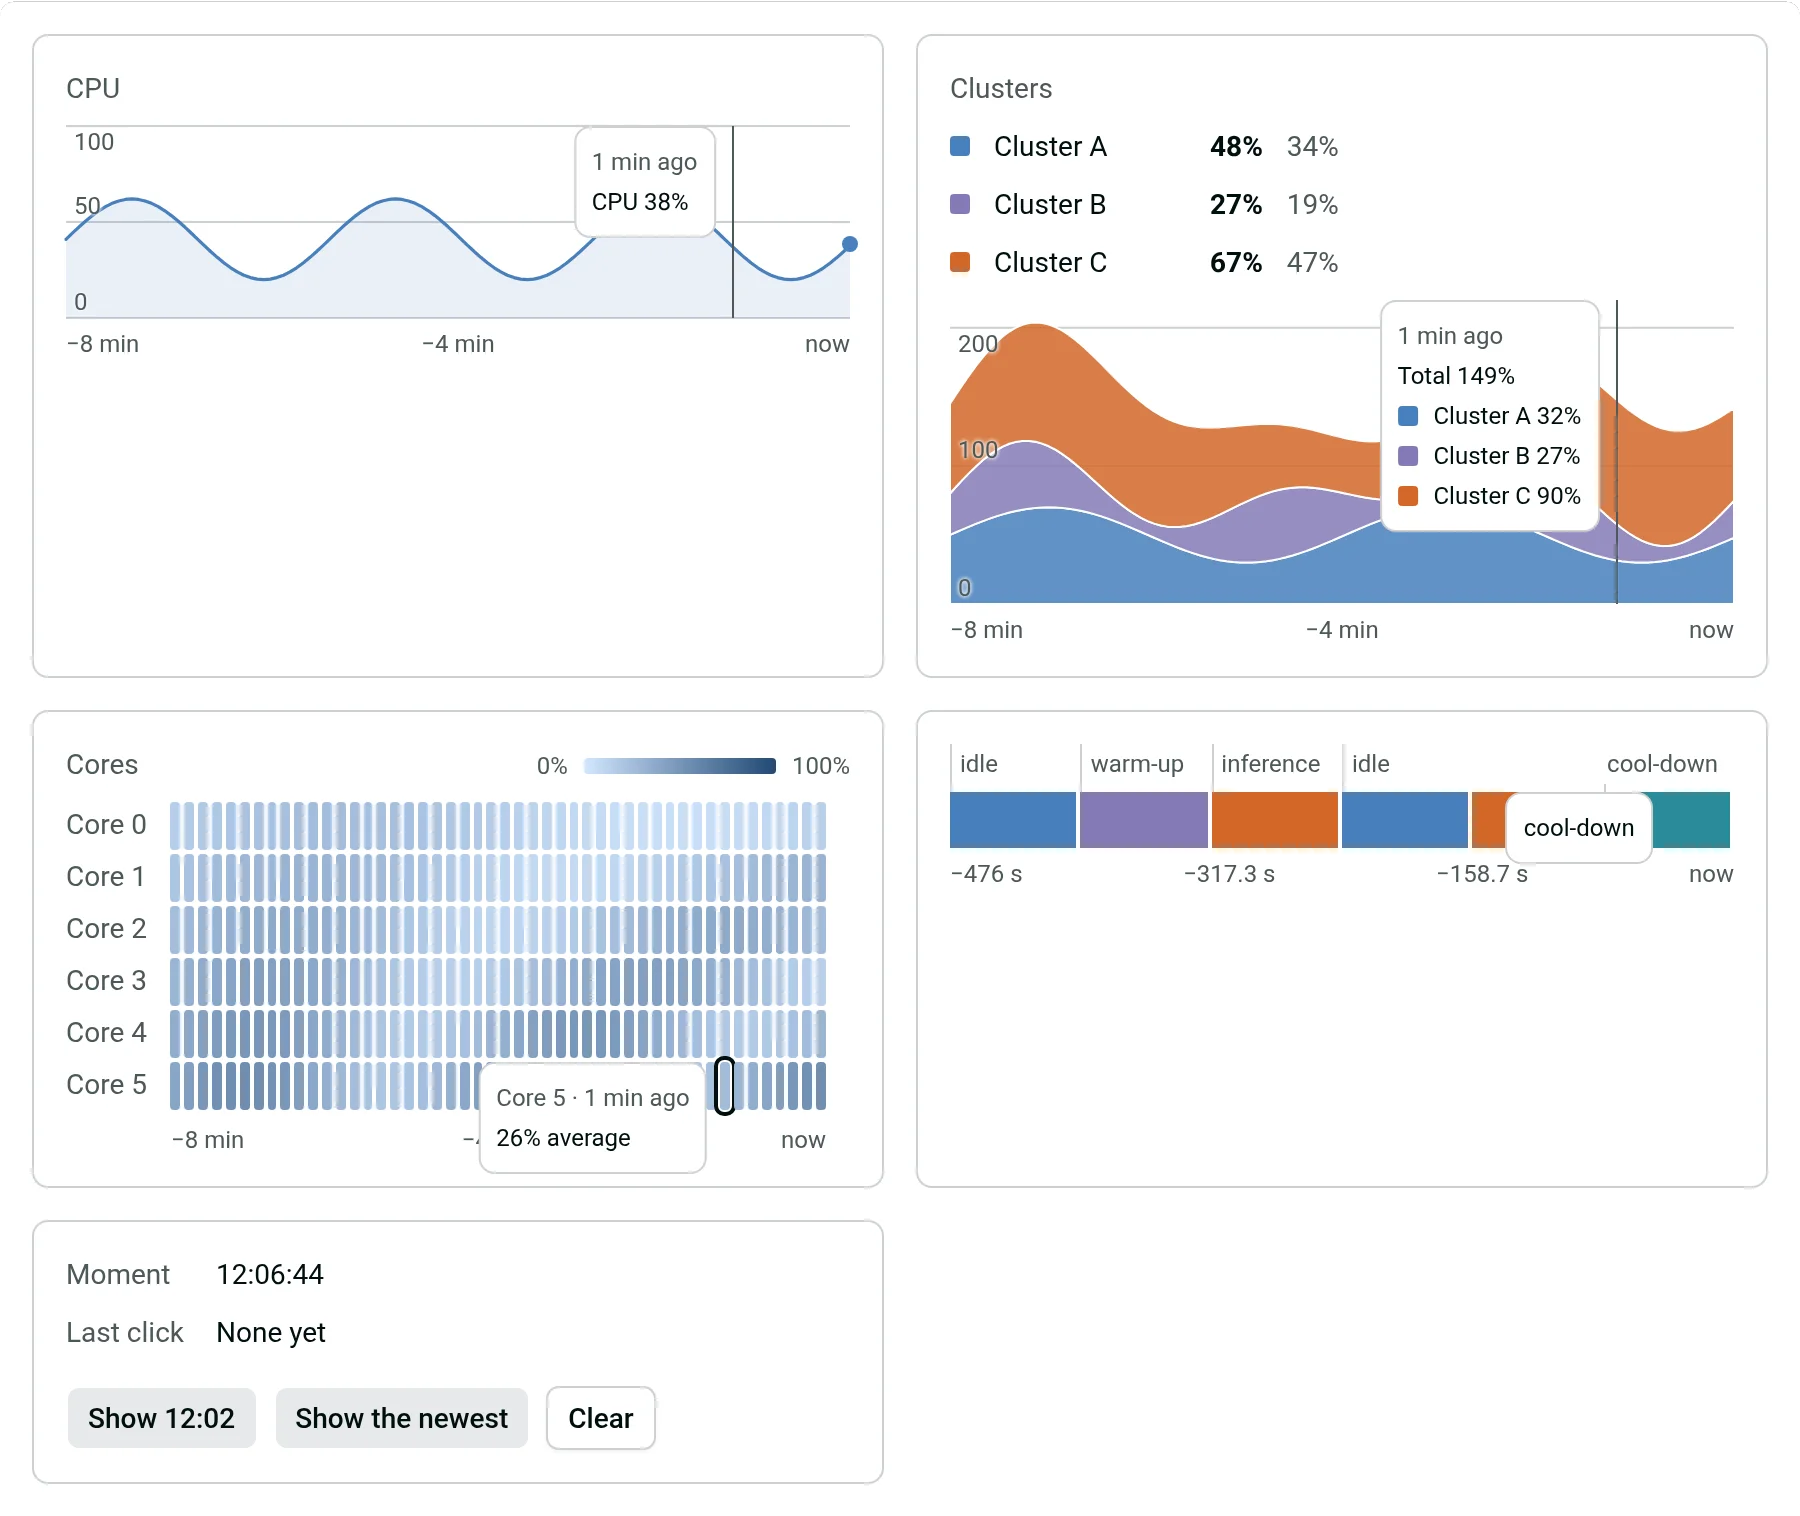 CPU
100
50
0
1 min ago
CPU 38%
−8 min
−4 min
now
Clusters
Cluster A 48% 34%
Cluster B 27% 19%
Cluster C 67% 47%
200
100
0
1 min ago
Total 149%
Cluster A 32%
Cluster B 27%
Cluster C 90%
−8 min
−4 min
now
Cores
0% 100%
Core 0
Core 1
Core 2
Core 3
Core 4
Core 5
Core 5 · 1 min ago
26% average
−8 min
now
idle
warm-up
inference
idle
cool-down
cool-down
−476 s
−317.3 s
−158.7 s
now
Moment 12:06:44
Last click None yet
Show 12:02
Show the newest
Clear